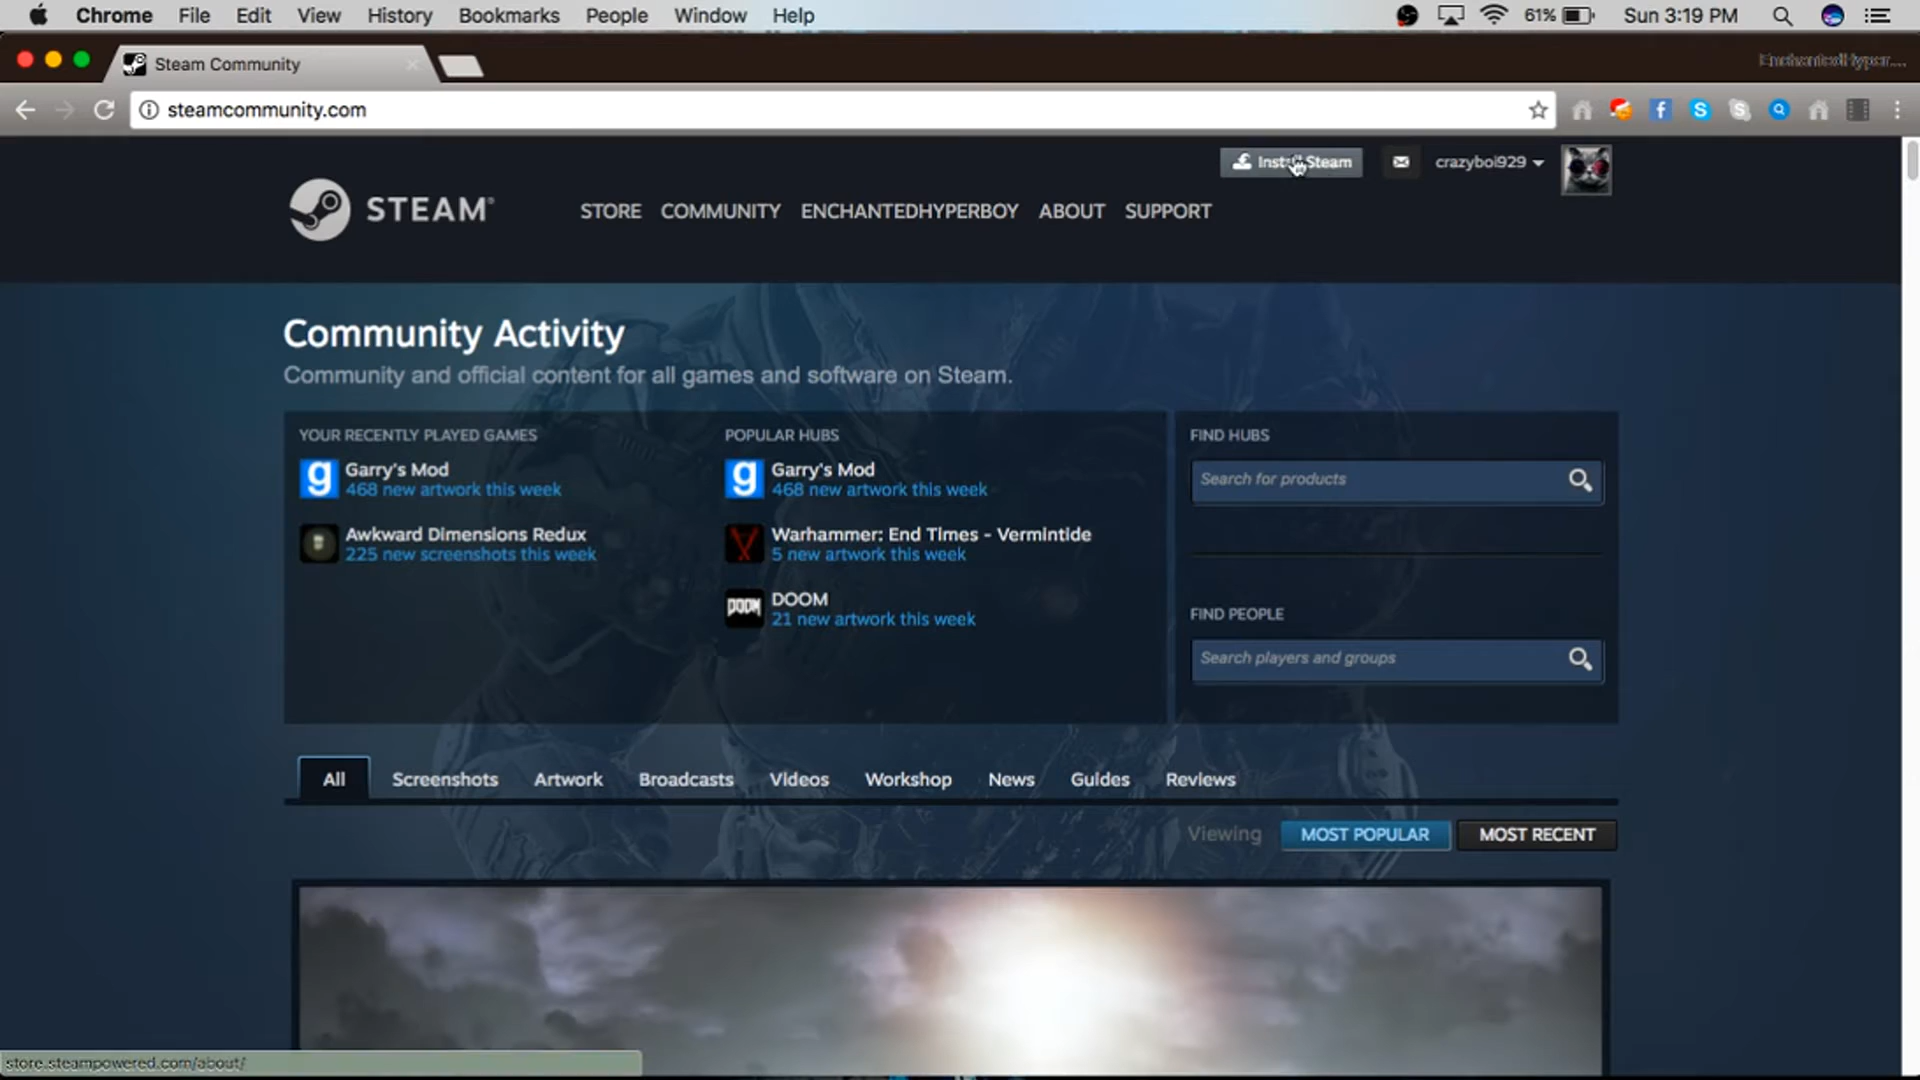 Chrome File Edit View History Bookmarks People Window Help 61% Sun 3:19 PM
Steam Community EnchantedHyper....
steamcommunity.com
Install Steam crazyboi929
STEAM STORE COMMUNITY ENCHANTEDHYPERBOY ABOUT SUPPORT
Community Activity
Community and official content for all games and software on Steam.
YOUR RECENTLY PLAYED GAMES POPULAR HUBS FIND HUBS
Garry's Mod Garry's Mod Search for products
468 new artwork this week 468 new artwork this week
Awkward Dimensions Redux Warhammer: End Times - Vermintide
225 new screenshots this week 5 new artwork this week
DOOM DOOM FIND PEOPLE
21 new artwork this week
Search players and groups
All Screenshots Artwork Broadcasts Videos Workshop News Guides Reviews
Viewing MOST POPULAR MOST RECENT
store.steampowered.com/about/